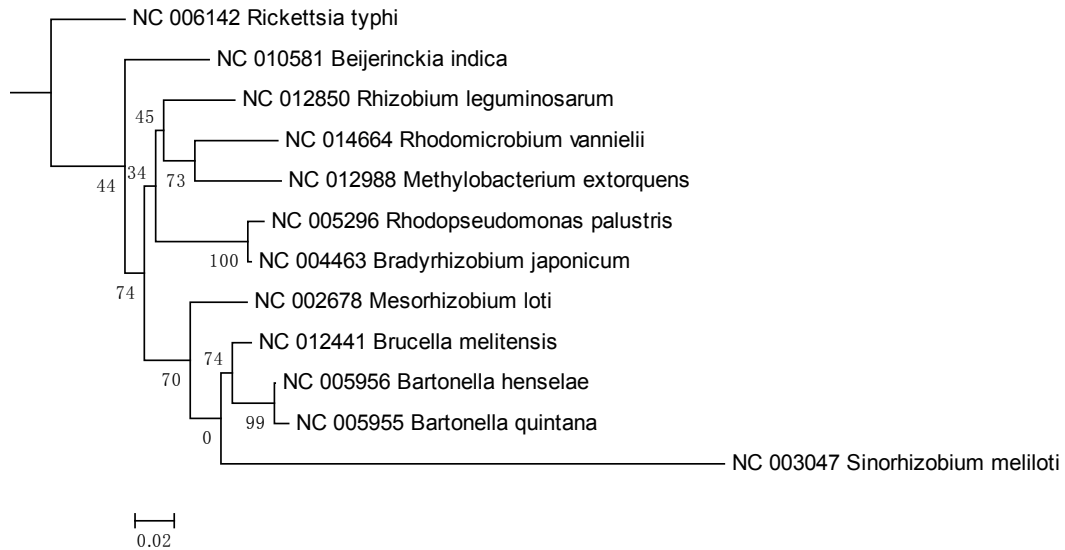 NC 006142 Rickettsia typhi
NC 010581 Beijerinckia indica
NC 012850 Rhizobium leguminosarum
45
NC 014664 Rhodomicrobium vannielii
34
73
NC 012988 Methylobacterium extorquens
44
NC 005296 Rhodopseudomonas palustris
100
NC 004463 Bradyrhizobium japonicum
74
NC 002678 Mesorhizobium loti
NC 012441 Brucella melitensis
74
70
NC 005956 Bartonella henselae
99
NC 005955 Bartonella quintana
0
NC 003047 Sinorhizobium meliloti
0.02